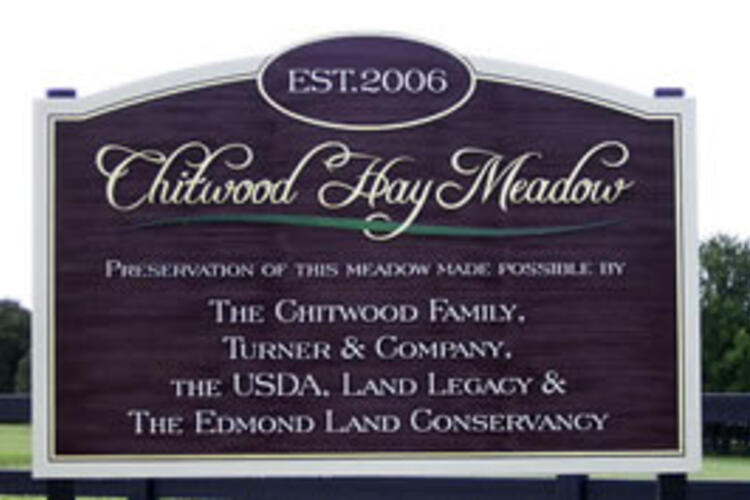 EST.2006
Chitwood Hay Meadow
PRESERVATION OF THIS MEADOW MADE POSSIBLE BY
THE CHITWOOD FAMILY,
TURNER & COMPANY,
THE USDA, LAND LEGACY &
THE EDMOND LAND CONSERVANCY